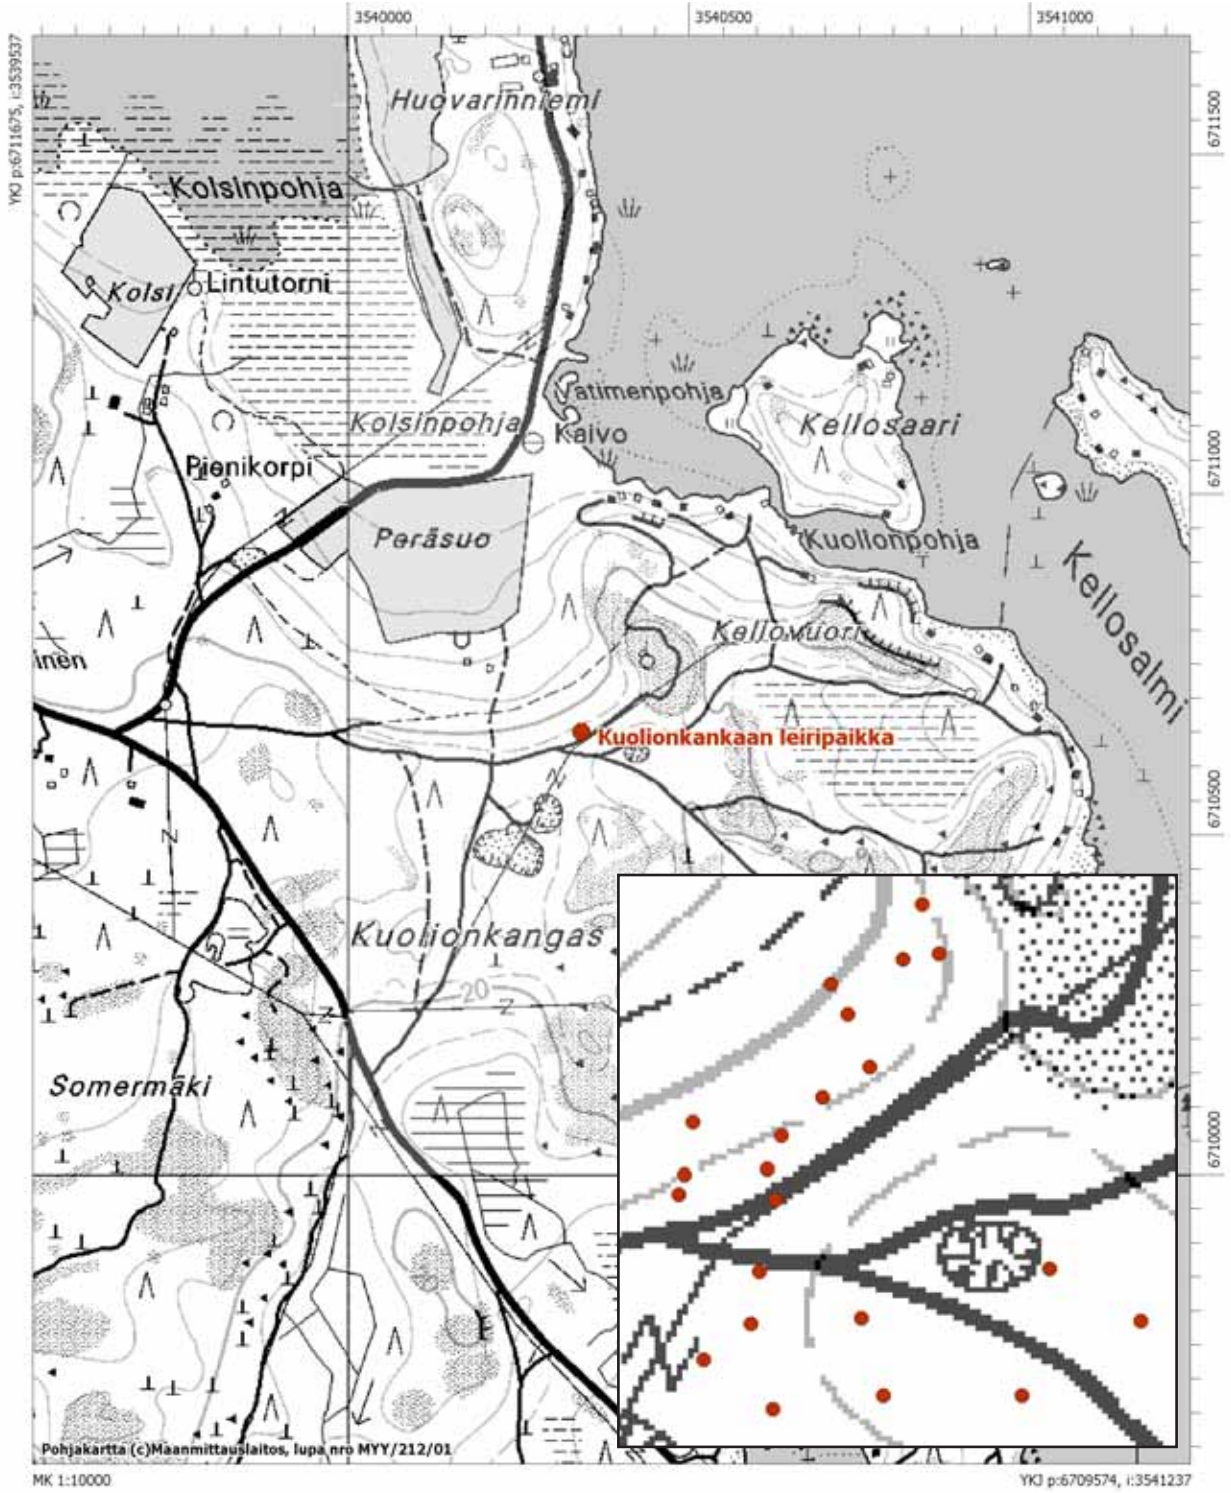 3540000
3540500
3541000
YKJ p:6711675, i:3539537
6711500
Huovarinniemi
Kolsinpohja
Kolsi
Lintutorni
Vatimenpohja
Kolsinpohja
Kaivo
Kellosaari
6711000
Pienikorpi
Peräsuo
Kuolionpohja
Kellosalmi
Kellovuori
inen
Kuolionkankaan leiripaikka
6710500
Kuolionkangas
20
Somermäki
6710000
Pohjakartta (c)Maanmittauslaitos, lupa nro MYY/212/01
MK 1:10000
YKJ p:6709574, i:3541237